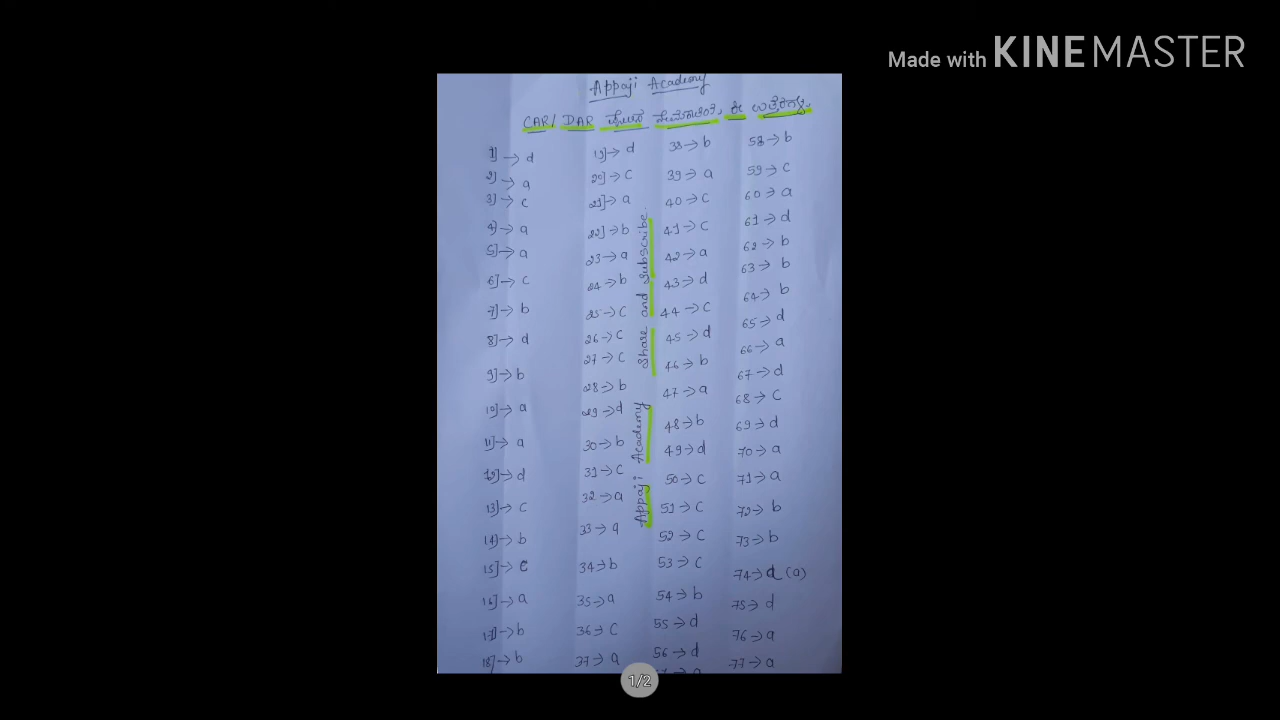 Made with KINEMASTER
Appaji Academy
CAR/ DAR ಪೊಲೀಸ್ ನೇಮಕಾತಿ, ಕೀ ಉತ್ತರಗಳು.
1] → d
2] → a
3] → c
4] → a
5] → a
6] → c
7] → b
8] → d
9] → b
10] → a
11] → a
12] → d
13] → c
14] → b
15] → c
16] → a
17] → b
18] → b
19] → d
20] → c
21] → a
22] → b
23 → a
24 → b
25 → c
26 → c
27 → c
28 → b
29 → d
30 → b
31 → c
32 → a
33 → a
34 → b
35 → a
36 → c
37 → a
Appaji Academy share and subscribe.
38 → b
39 → a
40 → c
41 → c
42 → a
43 → d
44 → c
45 → d
46 → b
47 → a
48 → b
49 → d
50 → c
51 → c
52 → c
53 → c
54 → b
55 → d
56 → d
58 → b
59 → c
60 → a
61 → d
62 → b
63 → b
64 → b
65 → d
66 → a
67 → d
68 → c
69 → d
70 → a
71 → a
72 → b
73 → b
74 → d (a)
75 → d
76 → a
77 → a
1/2